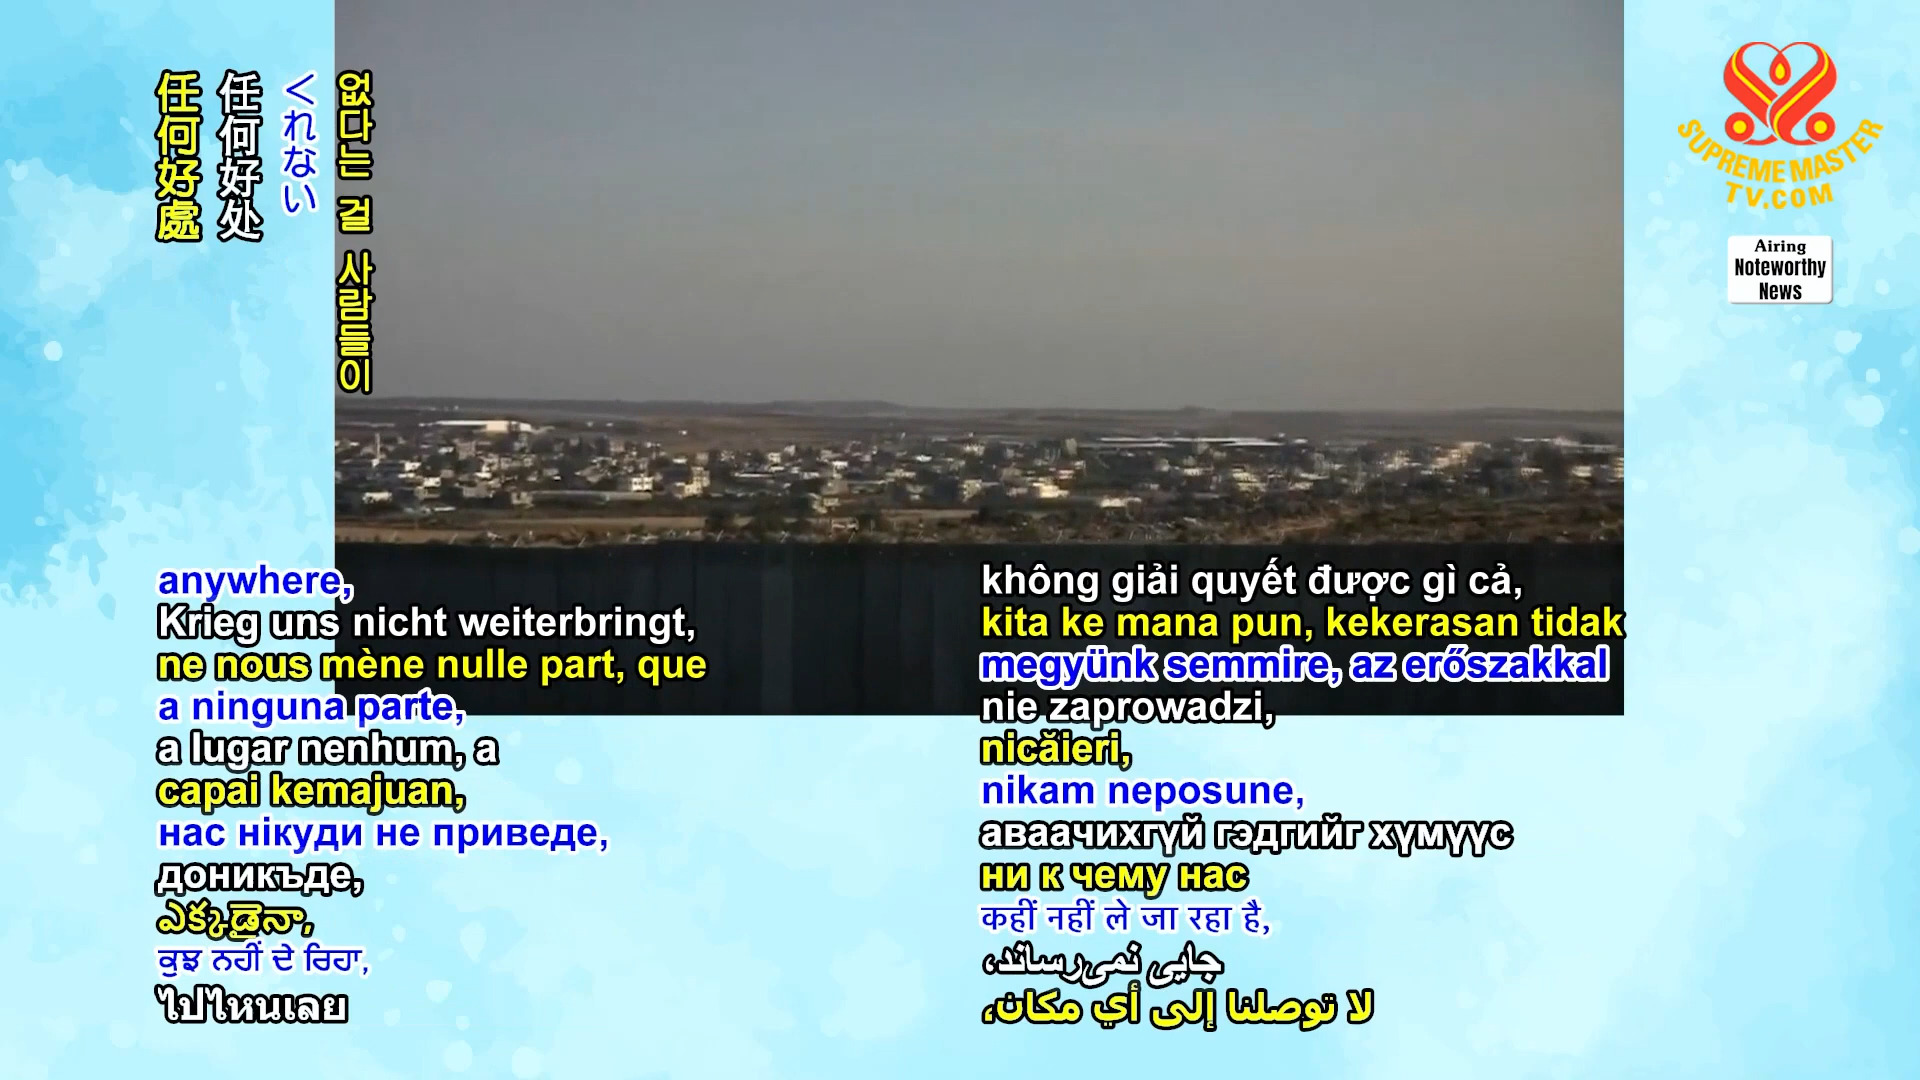 任何好處
任何好处
くれない
없다는 걸 사람들이
SUPREME MASTER
TV.COM
Airing
Noteworthy
News
anywhere,
Krieg uns nicht weiterbringt,
ne nous mène nulle part, que
a ninguna parte,
a lugar nenhum, a
capai kemajuan,
нас нікуди не приведе,
доникъде,
ఎక్కడైనా,
ਕੁਝ ਨਹੀਂ ਦੇ ਰਿਹਾ,
ไปไหนเลย
không giải quyết được gì cả,
kita ke mana pun, kekerasan tidak
megyünk semmire, az erőszakkal
nie zaprowadzi,
nicăieri,
nikam neposune,
аваачихгүй гэдгийг хүмүүс
ни к чему нас
कहीं नहीं ले जा रहा है,
جایی نمی‌رساند،
لا توصلنا إلى أي مكان،